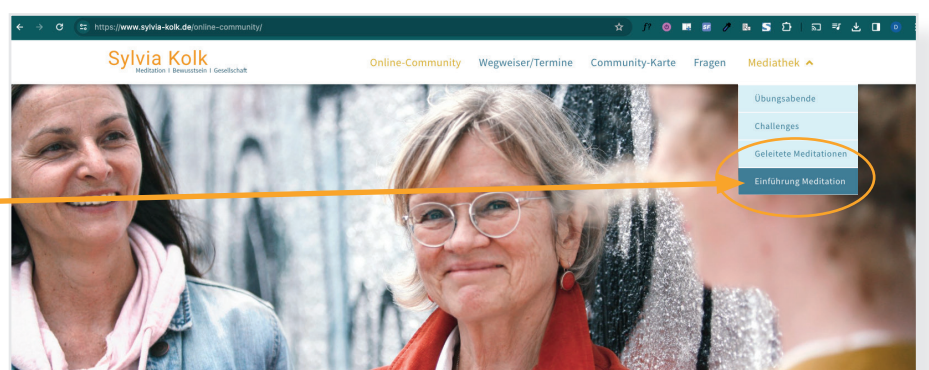 https://www.sylvia-kolk.de/online-community/
Sylvia Kolk
Meditation I Bewusstsein I Gesellschaft
Online-Community Wegweiser/Termine Community-Karte Fragen Mediathek
Übungsabende
Challenges
Geleitete Meditationen
Einführung Meditation